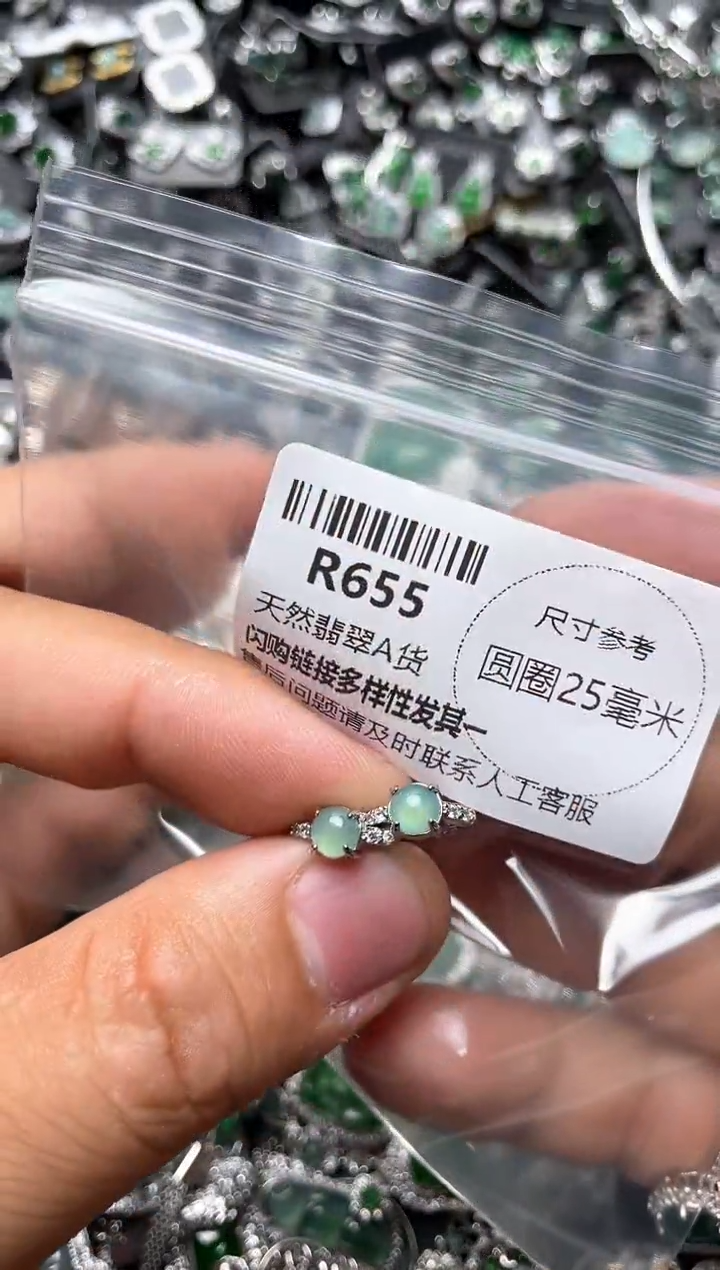 R655
天然翡翠A货
闪购链接多样性发其一
售后问题请及时联系人工客服
尺寸参考
圆圈25毫米